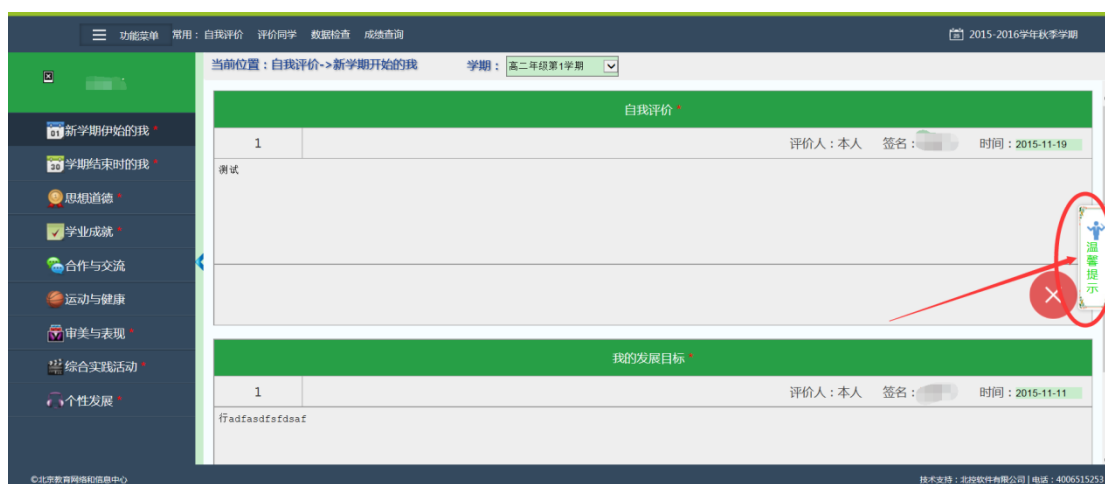 功能菜单 常用：自我评价 评价同学 数据检查 成绩查询 2015-2016学年秋季学期
当前位置：自我评价->新学期开始的我 学期：高二年级第1学期
新学期伊始的我 *
学期结束时的我 *
思想道德 *
学业成就 *
合作与交流
运动与健康
审美与表现 *
综合实践活动 *
个性发展 *
自我评价 *
1 评价人：本人 签名： 时间：2015-11-19
测试
温馨提示
我的发展目标 *
1 评价人：本人 签名： 时间：2015-11-11
行adfasdfsfdsaf
©北京教育网络和信息中心 技术支持：北控软件有限公司 | 电话：4006515253